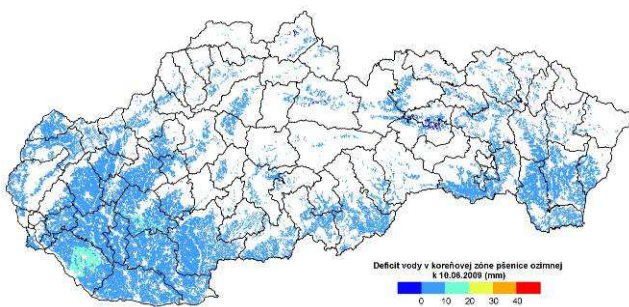 Deficit vody v koreňovej zóne pšenice ozimnej
k 10.06.2009 (mm)
0 10 20 30 40